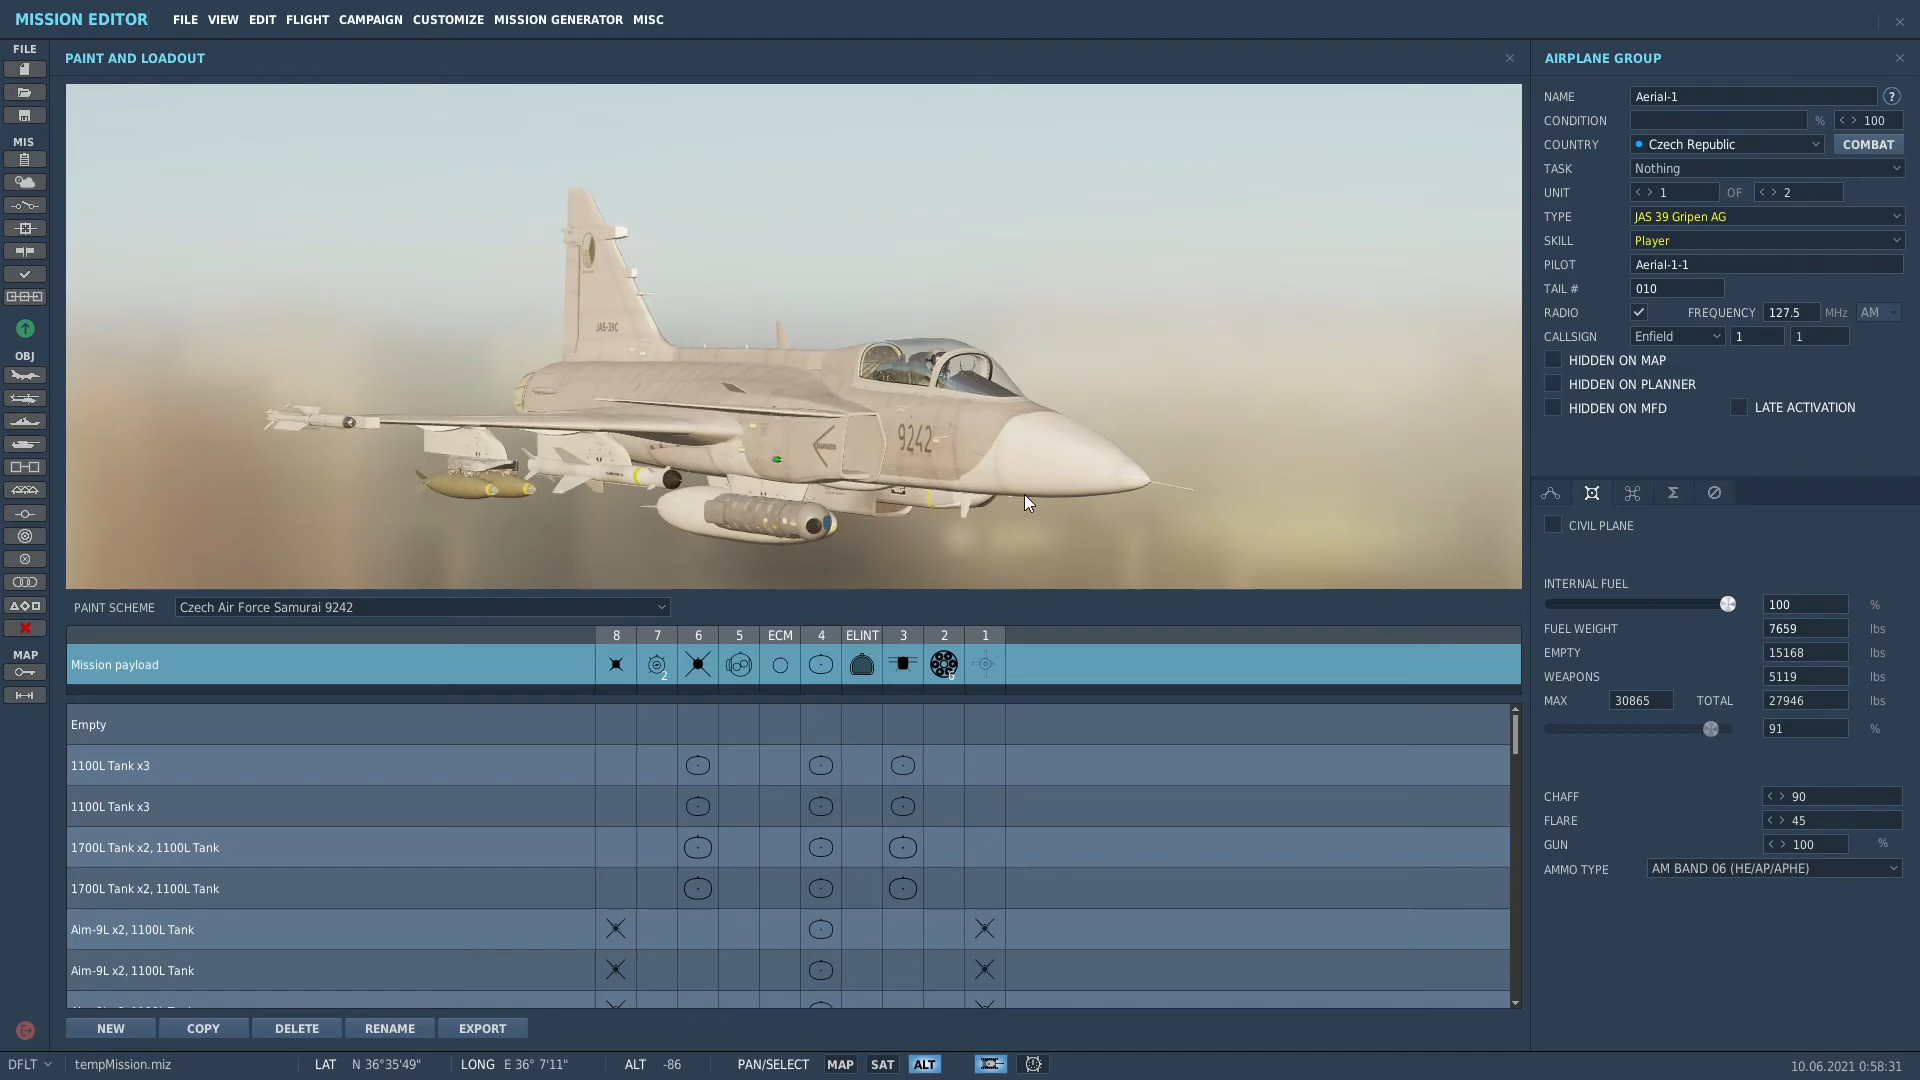 MISSION EDITOR FILE VIEW EDIT FLIGHT CAMPAIGN CUSTOMIZE MISSION GENERATOR MISC
FILE
MIS
OBJ
MAP
PAINT AND LOADOUT
JAS-39C
DANGER
9242
PAINT SCHEME Czech Air Force Samurai 9242
8 7 6 5 ECM 4 ELINT 3 2 1
Mission payload 2 6
Empty
1100L Tank x3
1100L Tank x3
1700L Tank x2, 1100L Tank
1700L Tank x2, 1100L Tank
Aim-9L x2, 1100L Tank
Aim-9L x2, 1100L Tank
NEW COPY DELETE RENAME EXPORT
AIRPLANE GROUP
NAME Aerial-1 ?
CONDITION % < > 100
COUNTRY Czech Republic COMBAT
TASK Nothing
UNIT < > 1 OF < > 2
TYPE JAS 39 Gripen AG
SKILL Player
PILOT Aerial-1-1
TAIL # 010
RADIO FREQUENCY 127.5 MHz AM
CALLSIGN Enfield 1 1
HIDDEN ON MAP
HIDDEN ON PLANNER
HIDDEN ON MFD LATE ACTIVATION
CIVIL PLANE
INTERNAL FUEL
100 %
FUEL WEIGHT 7659 lbs
EMPTY 15168 lbs
WEAPONS 5119 lbs
MAX 30865 TOTAL 27946 lbs
91 %
CHAFF < > 90
FLARE < > 45
GUN < > 100 %
AMMO TYPE AM BAND 06 (HE/AP/APHE)
DFLT tempMission.miz LAT N 36°35'49" LONG E 36° 7'11" ALT -86 PAN/SELECT MAP SAT ALT 10.06.2021 0:58:31